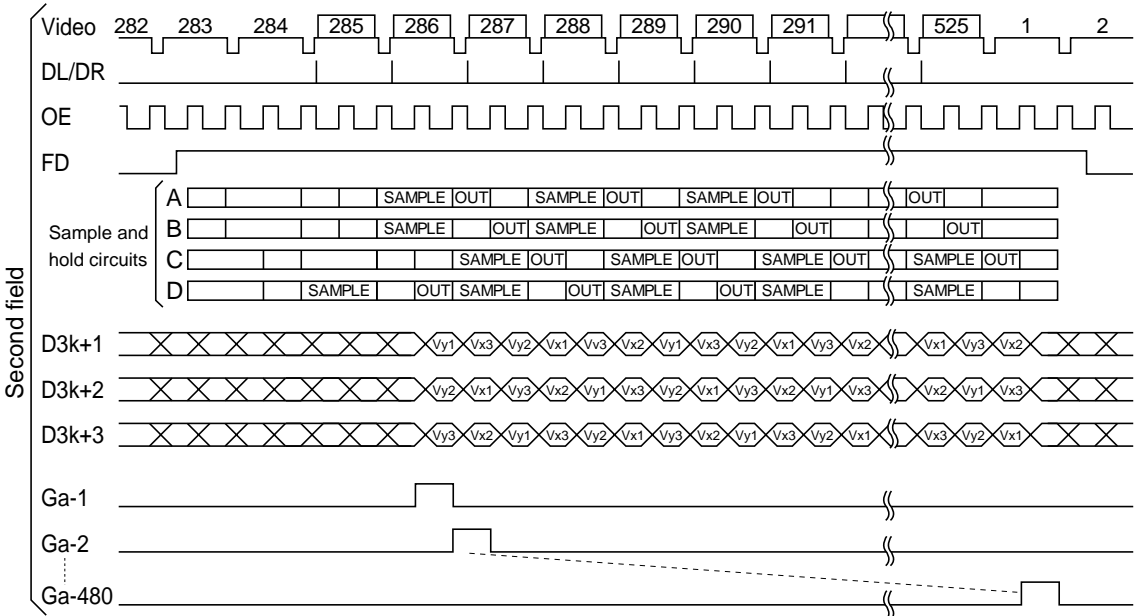 Second field
Video 282 283 284 285 286 287 288 289 290 291 525 1 2
DL/DR
OE
FD
Sample and
hold circuits
A SAMPLE OUT SAMPLE OUT SAMPLE OUT OUT
B SAMPLE OUT SAMPLE OUT SAMPLE OUT OUT
C SAMPLE OUT SAMPLE OUT SAMPLE OUT SAMPLE OUT
D SAMPLE OUT SAMPLE OUT SAMPLE OUT SAMPLE SAMPLE
D3k+1 Vy1 Vx3 Vy2 Vx1 Vv3 Vx2 Vy1 Vx3 Vy2 Vx1 Vy3 Vx2 Vx1 Vy3 Vx2
D3k+2 Vy2 Vx1 Vy3 Vx2 Vy1 Vx3 Vy2 Vx1 Vy3 Vx2 Vy1 Vx3 Vx2 Vy1 Vx3
D3k+3 Vy3 Vx2 Vy1 Vx3 Vy2 Vx1 Vy3 Vx2 Vy1 Vx3 Vy2 Vx1 Vx3 Vy2 Vx1
Ga-1
Ga-2
Ga-480